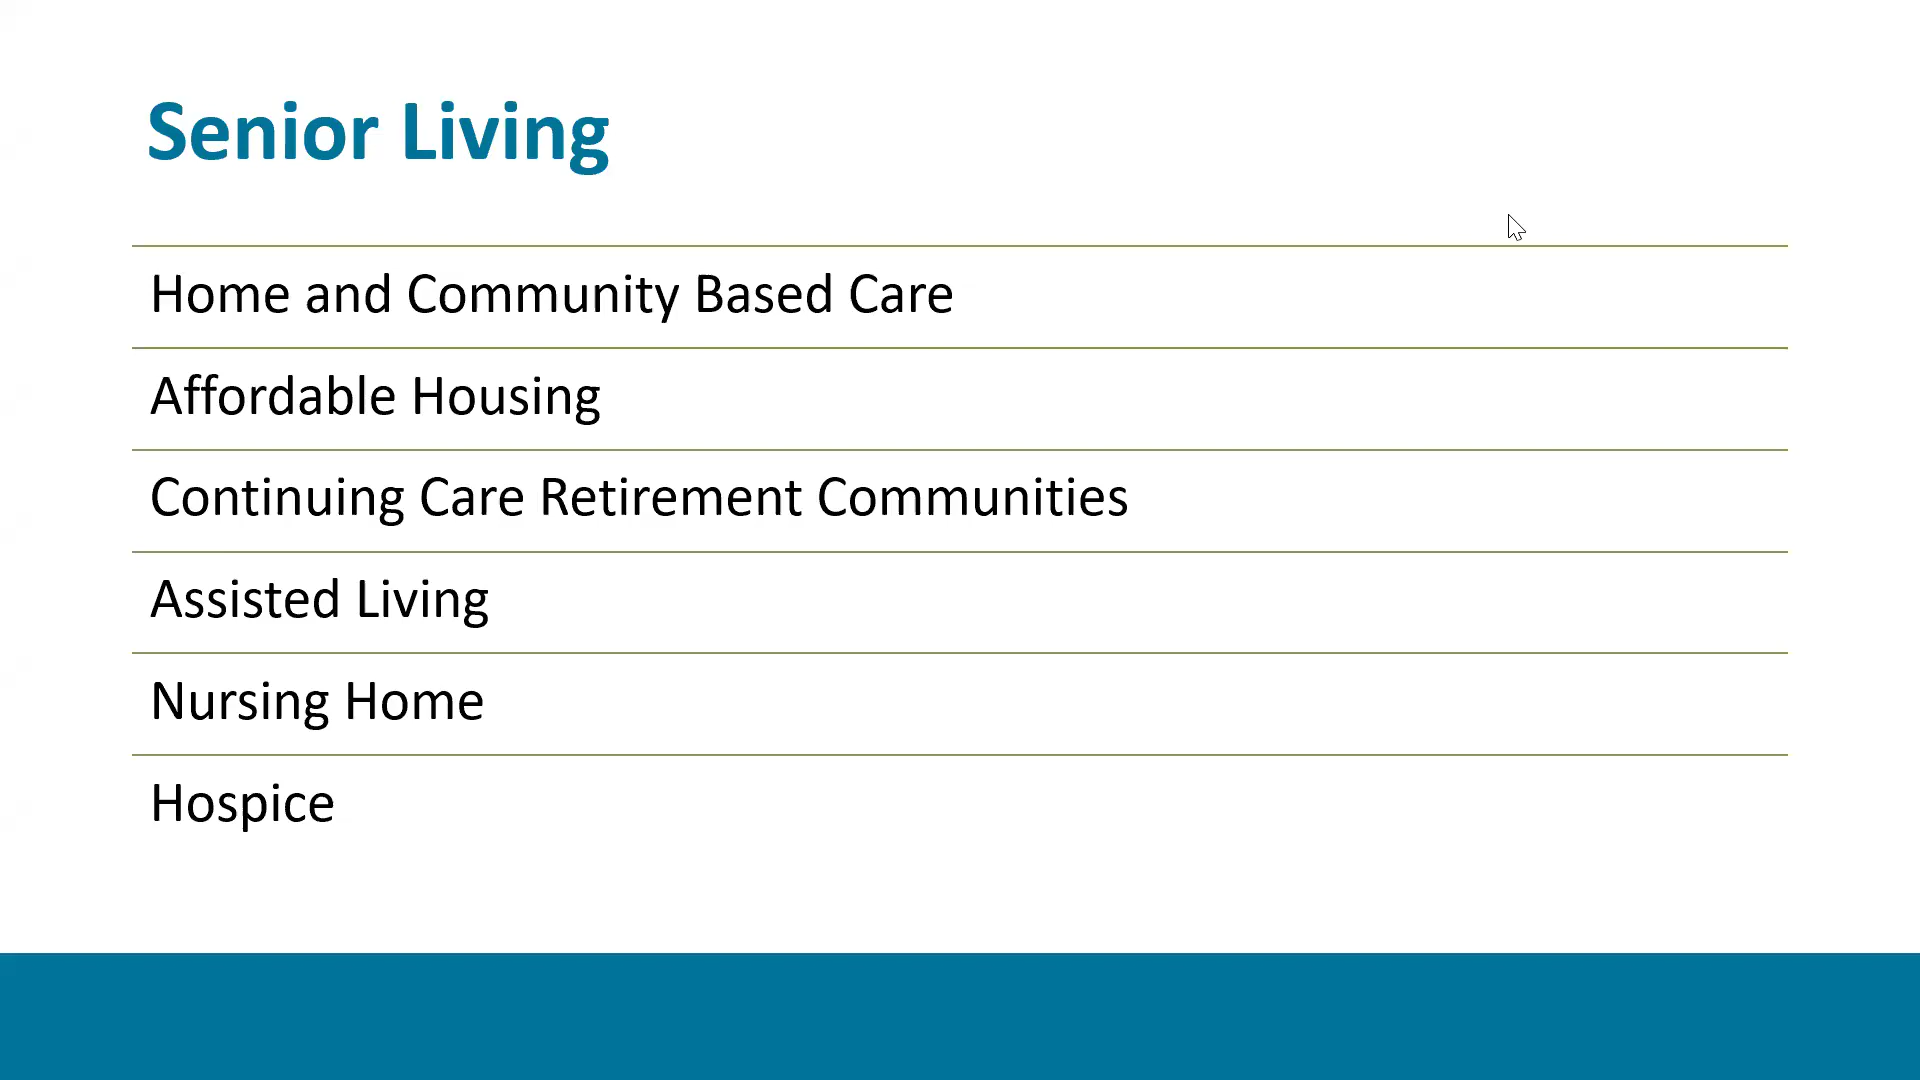 Senior Living
Home and Community Based Care
Affordable Housing
Continuing Care Retirement Communities
Assisted Living
Nursing Home
Hospice